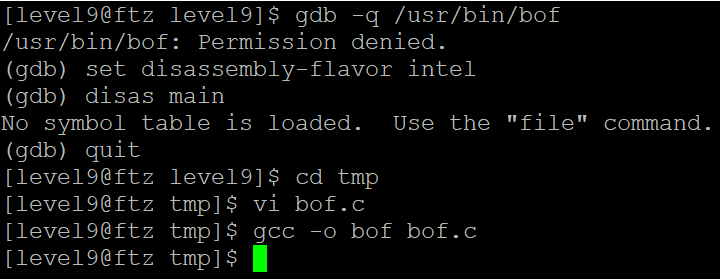 [level9@ftz level9]$ gdb -q /usr/bin/bof
/usr/bin/bof: Permission denied.
(gdb) set disassembly-flavor intel
(gdb) disas main
No symbol table is loaded.  Use the "file" command.
(gdb) quit
[level9@ftz level9]$ cd tmp
[level9@ftz tmp]$ vi bof.c
[level9@ftz tmp]$ gcc -o bof bof.c
[level9@ftz tmp]$